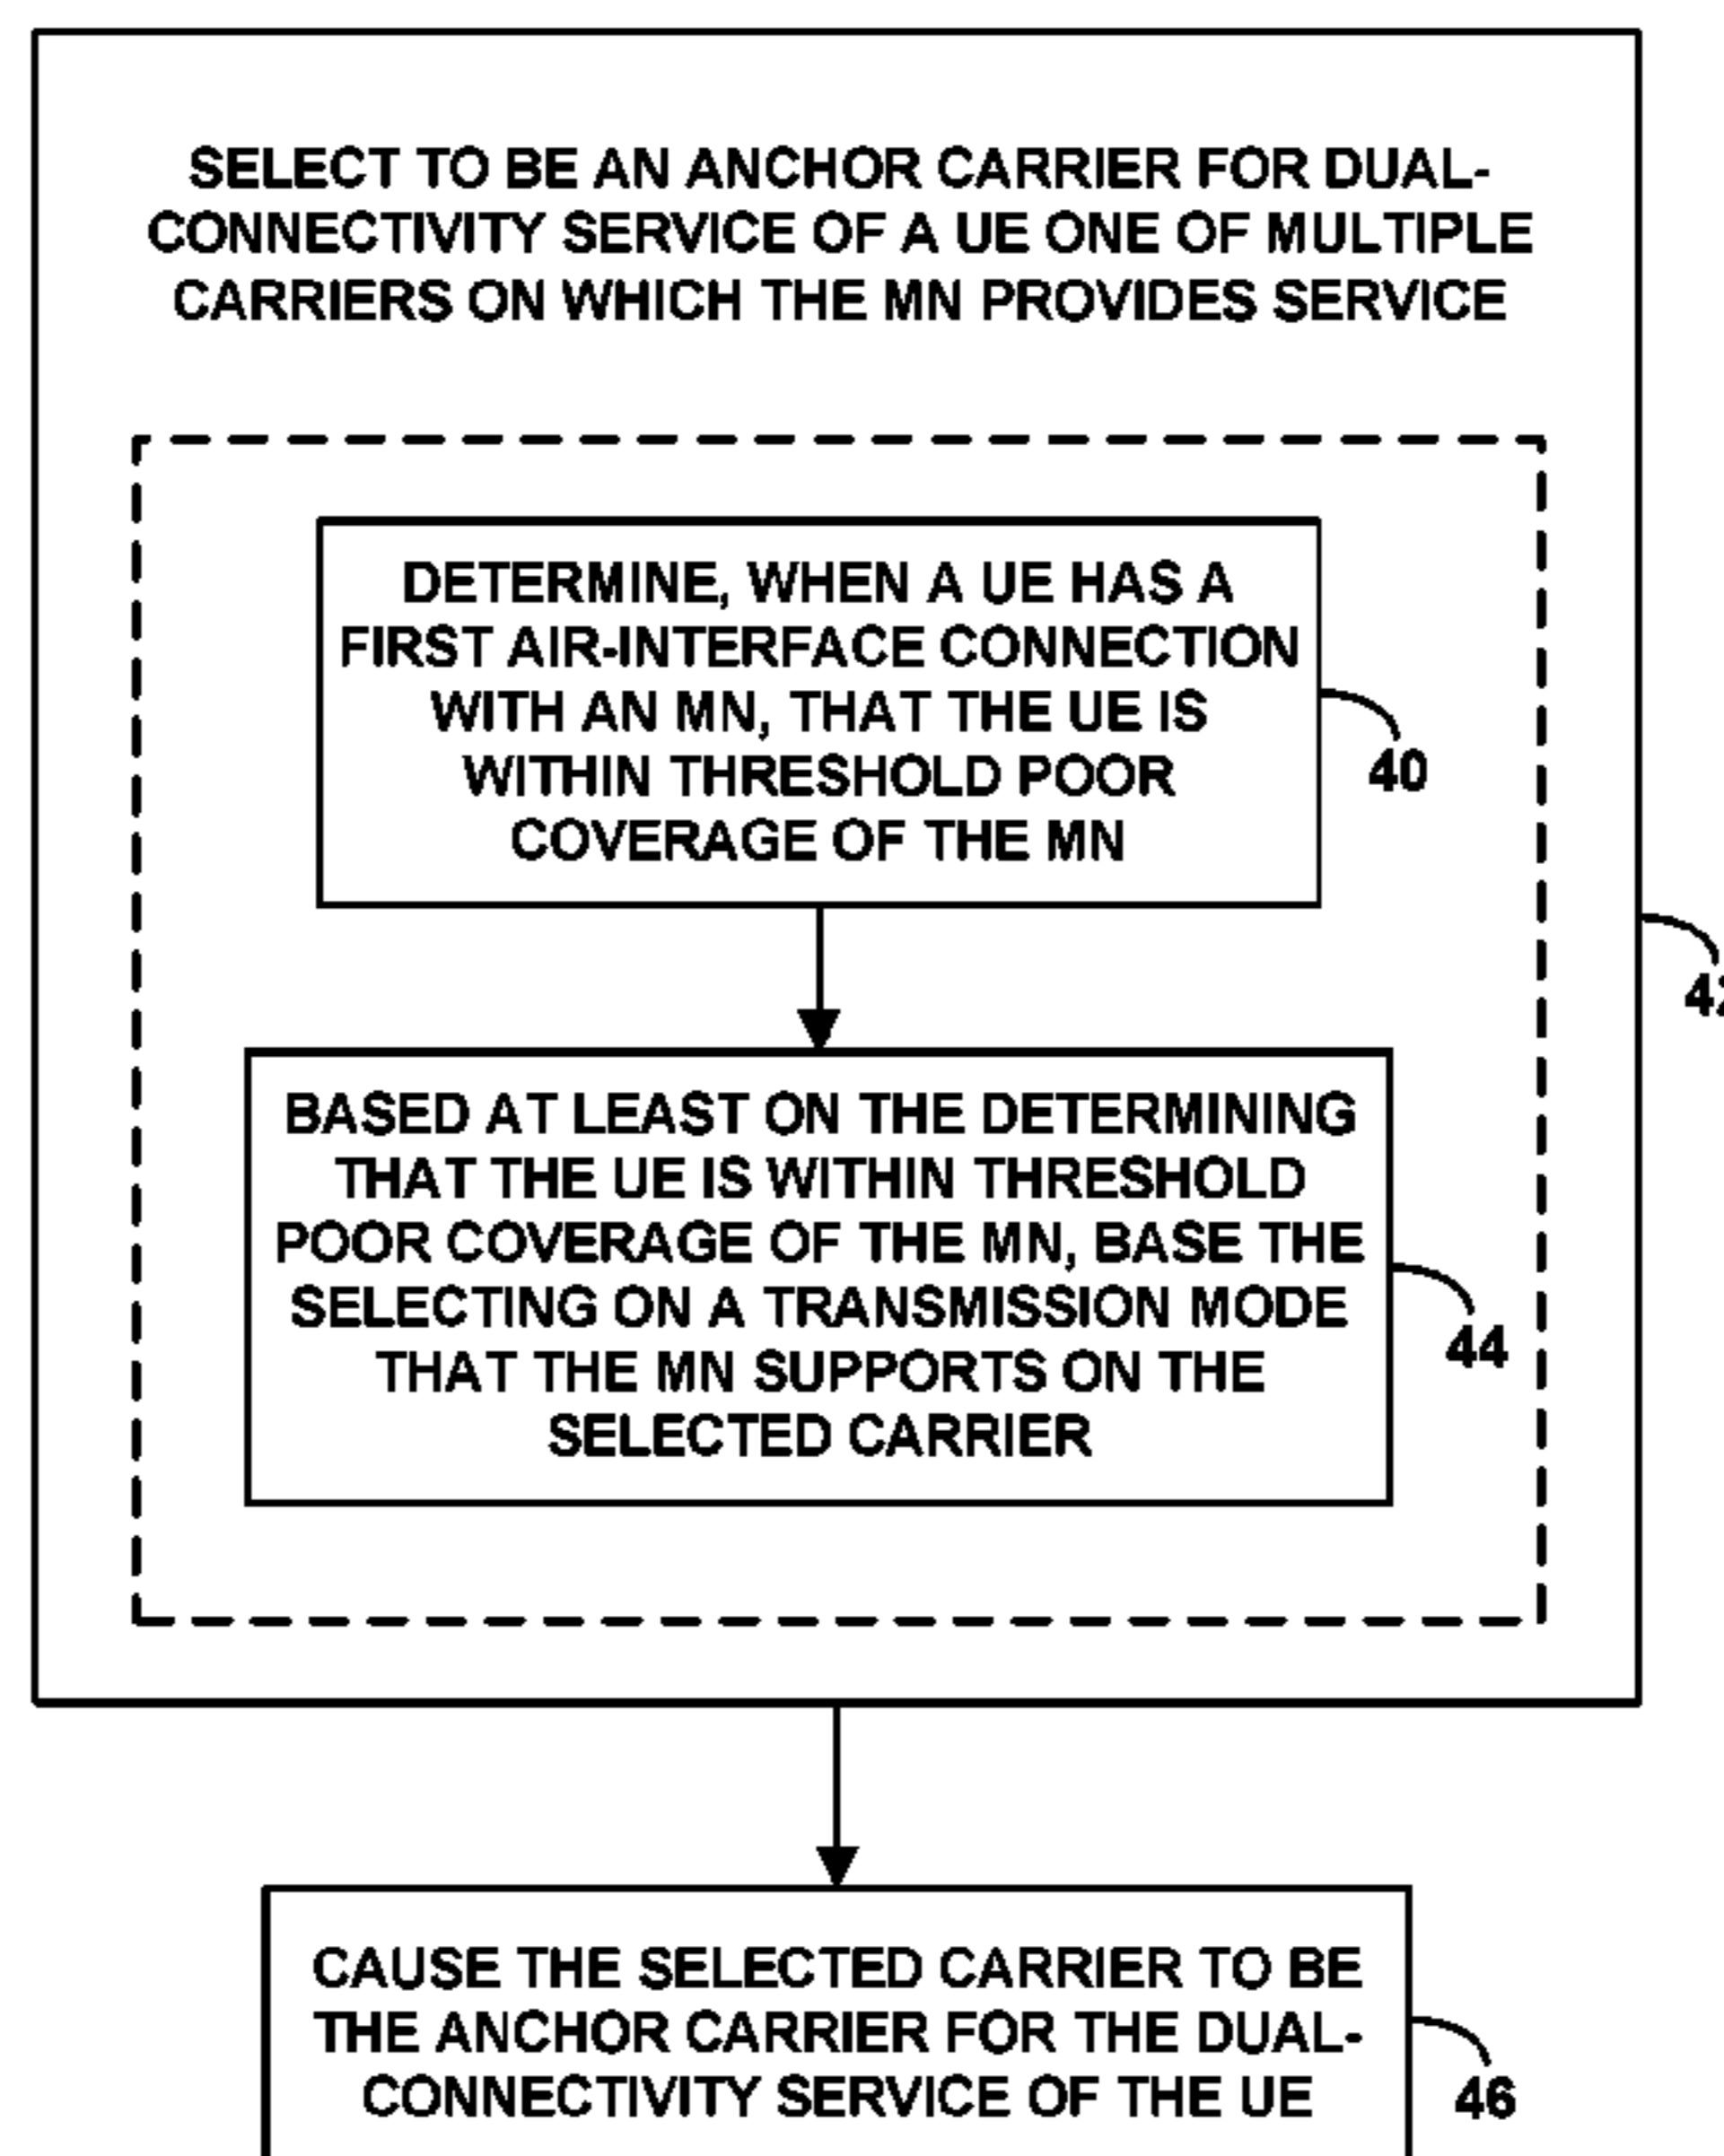 SELECT TO BE AN ANCHOR CARRIER FOR DUAL-
CONNECTIVITY SERVICE OF A UE ONE OF MULTIPLE
CARRIERS ON WHICH THE MN PROVIDES SERVICE
DETERMINE, WHEN A UE HAS A
FIRST AIR-INTERFACE CONNECTION
WITH AN MN, THAT THE UE IS
WITHIN THRESHOLD POOR
COVERAGE OF THE MN
40
BASED AT LEAST ON THE DETERMINING
THAT THE UE IS WITHIN THRESHOLD
POOR COVERAGE OF THE MN, BASE THE
SELECTING ON A TRANSMISSION MODE
THAT THE MN SUPPORTS ON THE
SELECTED CARRIER
44
CAUSE THE SELECTED CARRIER TO BE
THE ANCHOR CARRIER FOR THE DUAL-
CONNECTIVITY SERVICE OF THE UE
46